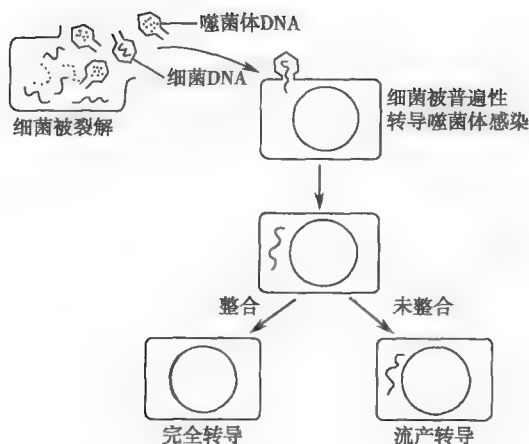 噬菌体DNA
细菌DNA
细菌被裂解
细菌被普遍性
转导噬菌体感染
整合
未整合
完全转导
流产转导